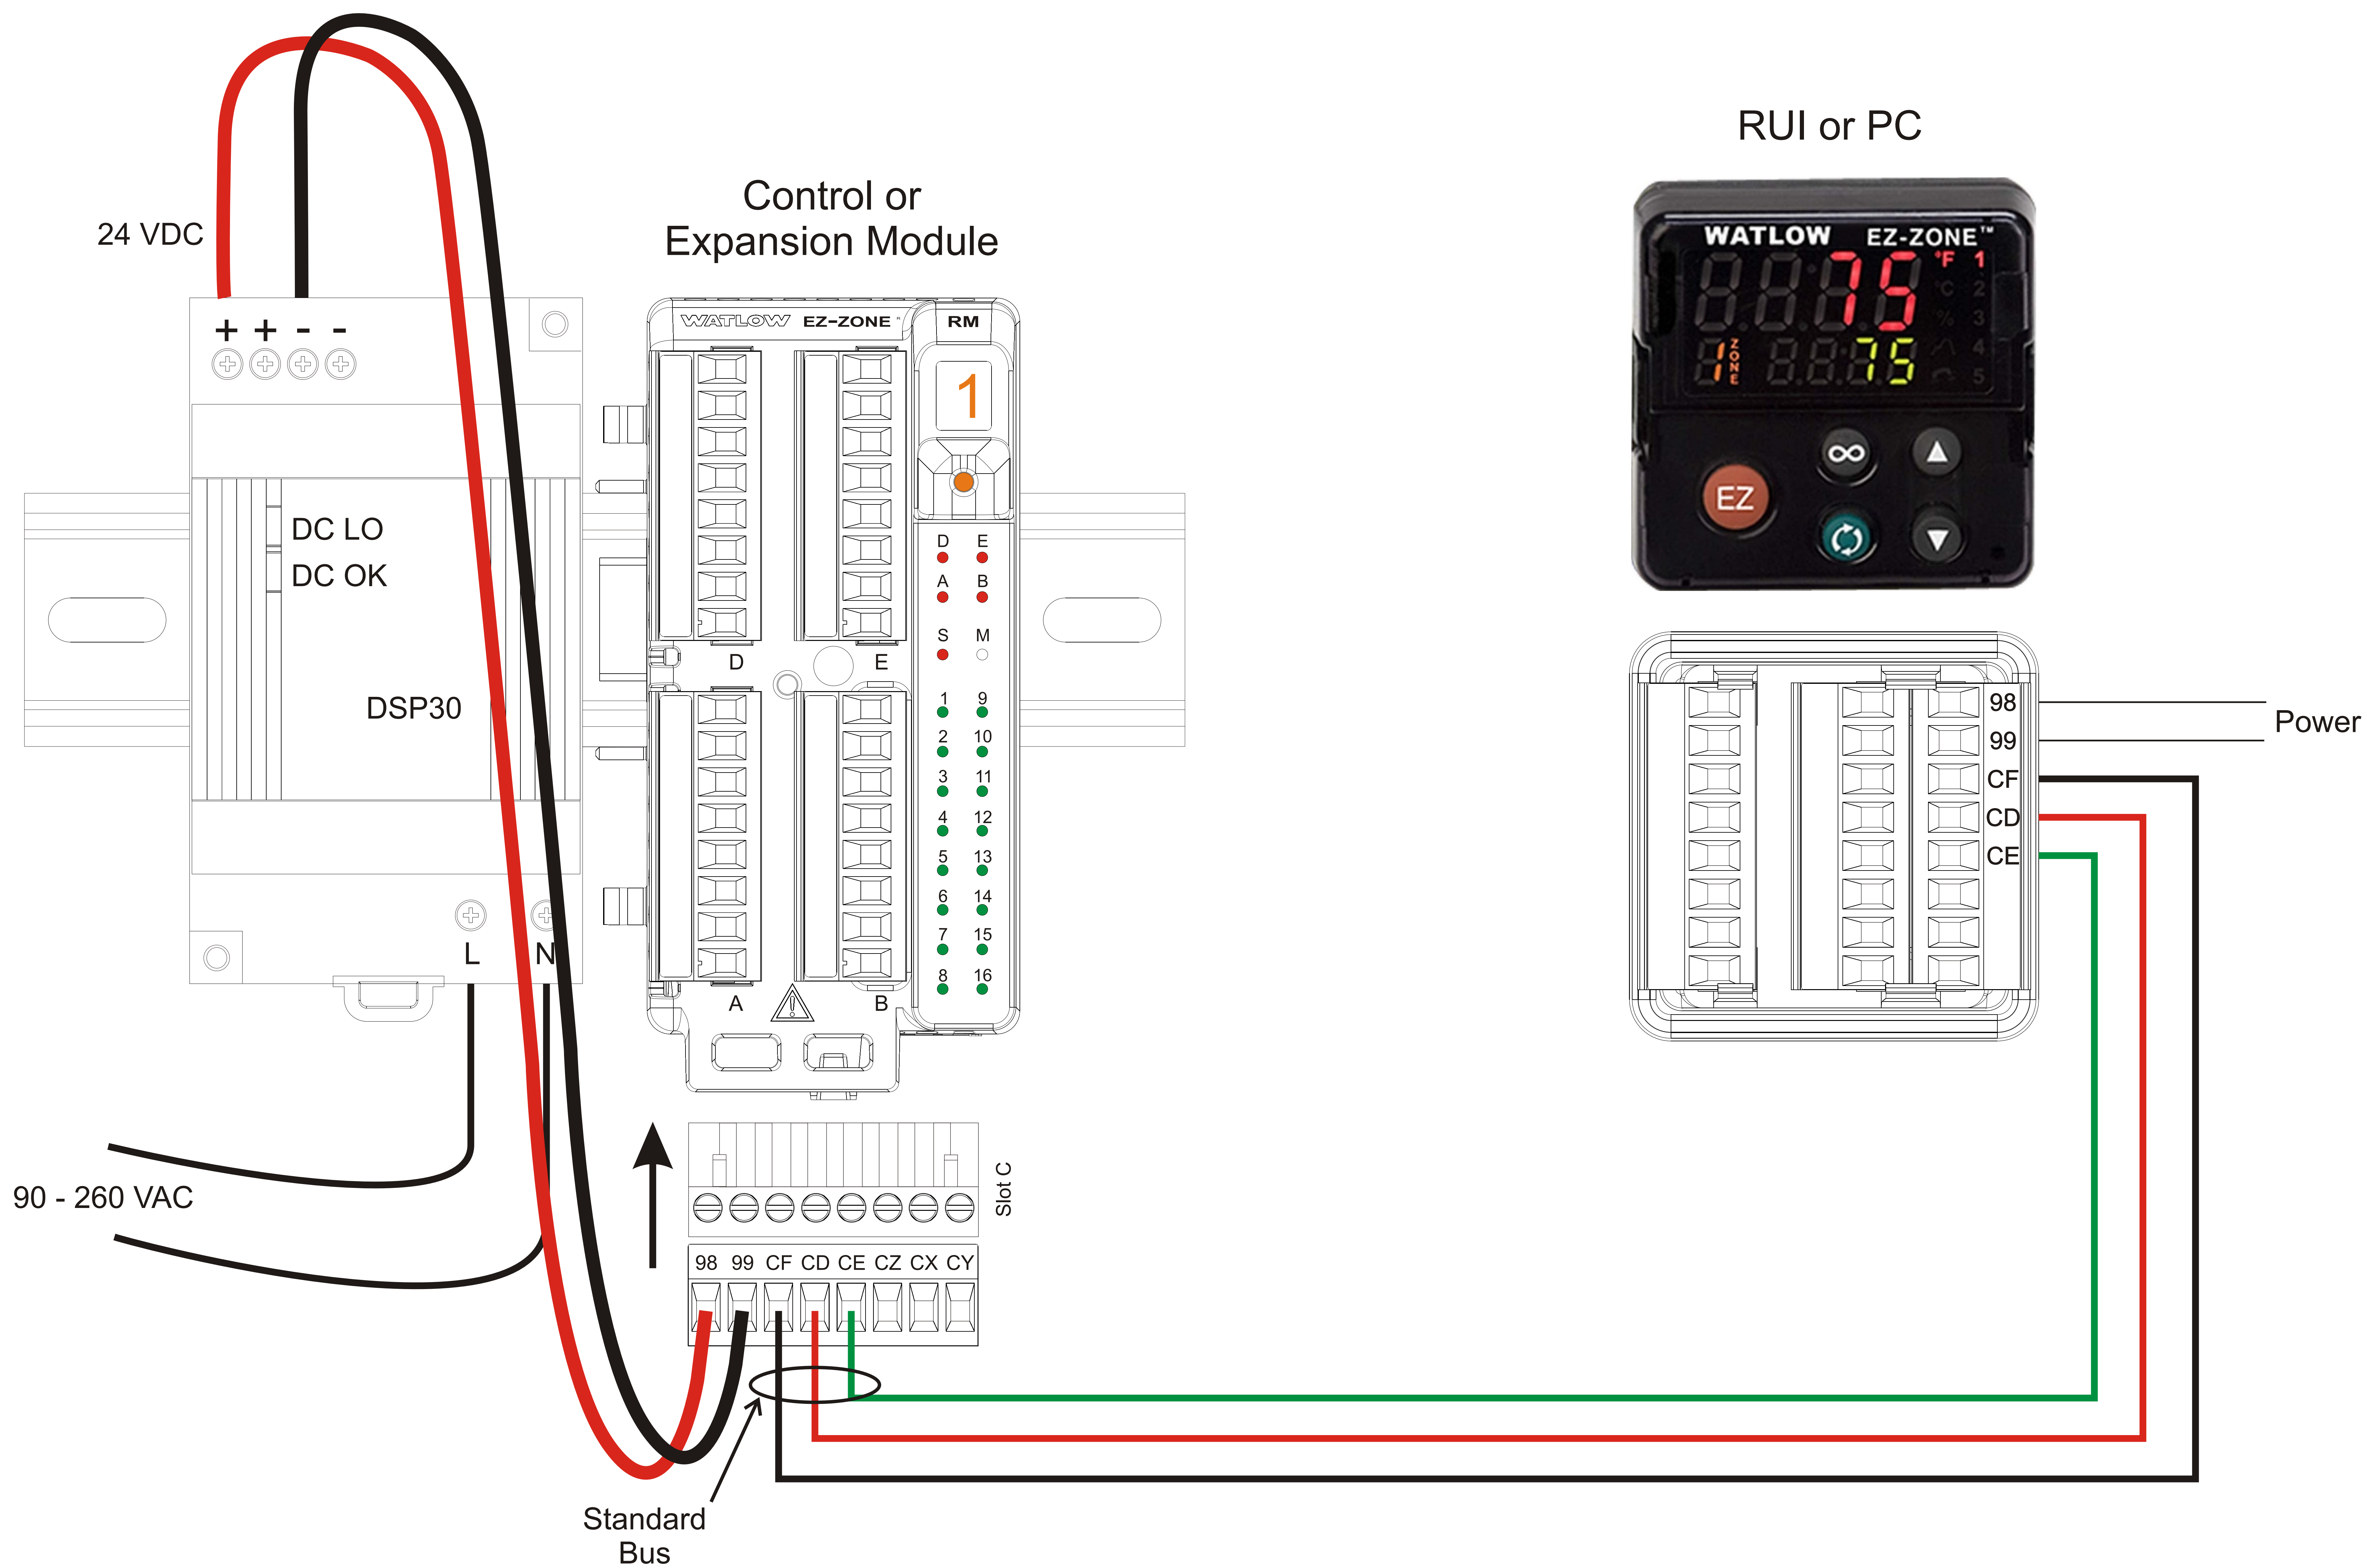 RUI or PC
Control or
Expansion Module
24 VDC
+ + - -
DC LO
DC OK
DSP30
L N
90 - 260 VAC
WATLOW EZ-ZONE R RM
1
D E
A B
S M
1 9
2 10
3 11
4 12
5 13
6 14
7 15
8 16
D E
A B
Slot C
98 99 CF CD CE CZ CX CY
Standard
Bus
WATLOW EZ-ZONE™
75 °F 1
°C 2
% 3
1 ZONE 75 4
5
EZ
98
99
CF
CD
CE
Power